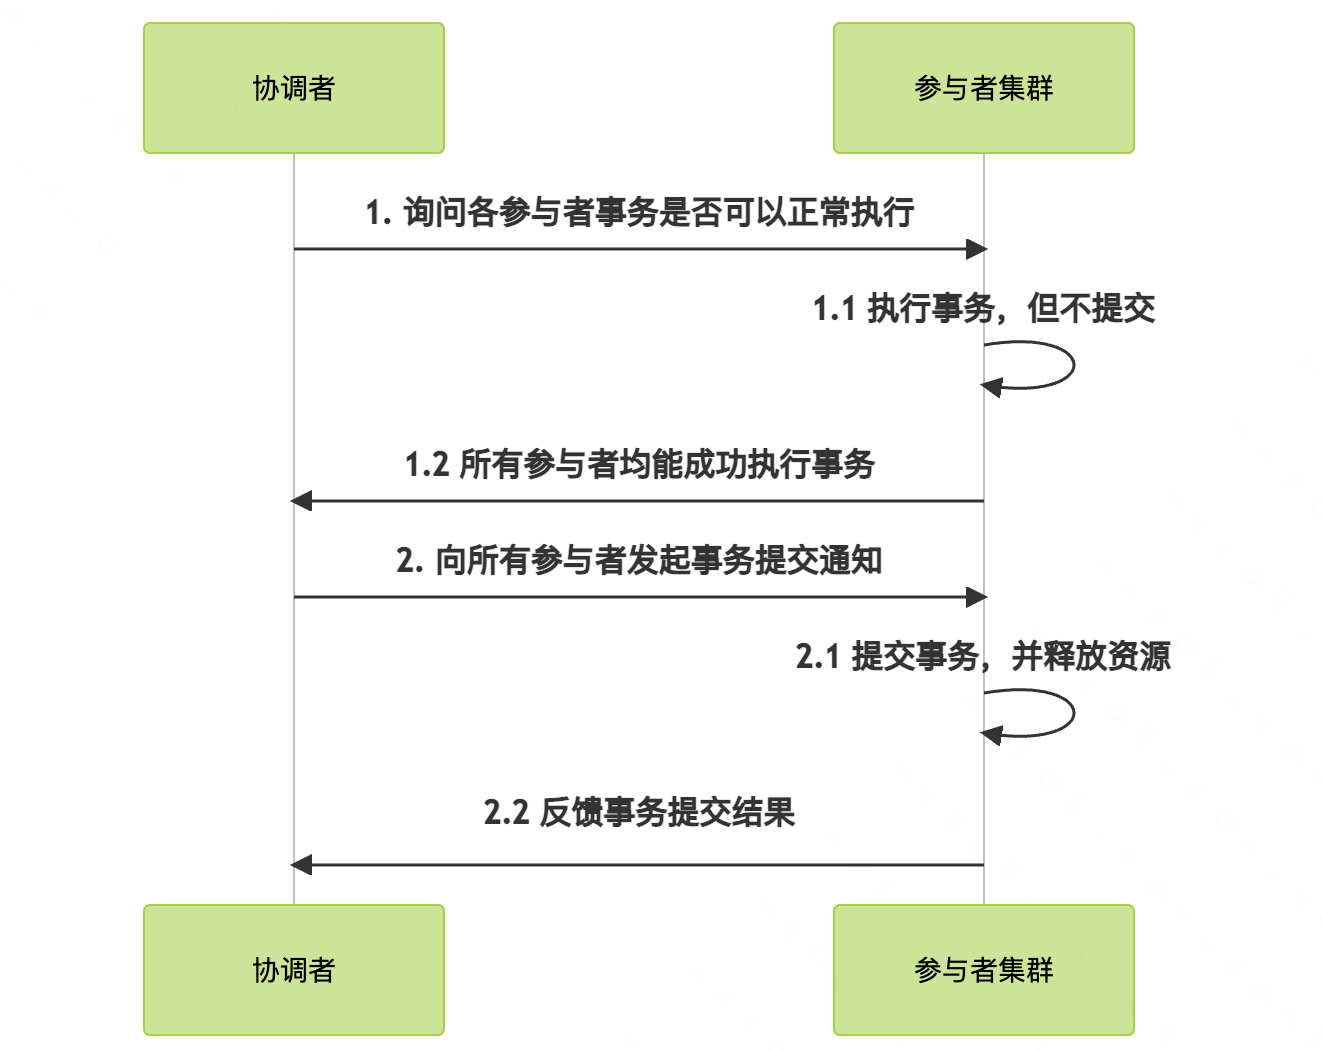 协调者
参与者集群
1. 询问各参与者事务是否可以正常执行
1.1 执行事务，但不提交
1.2 所有参与者均能成功执行事务
2. 向所有参与者发起事务提交通知
2.1 提交事务，并释放资源
2.2 反馈事务提交结果
协调者
参与者集群